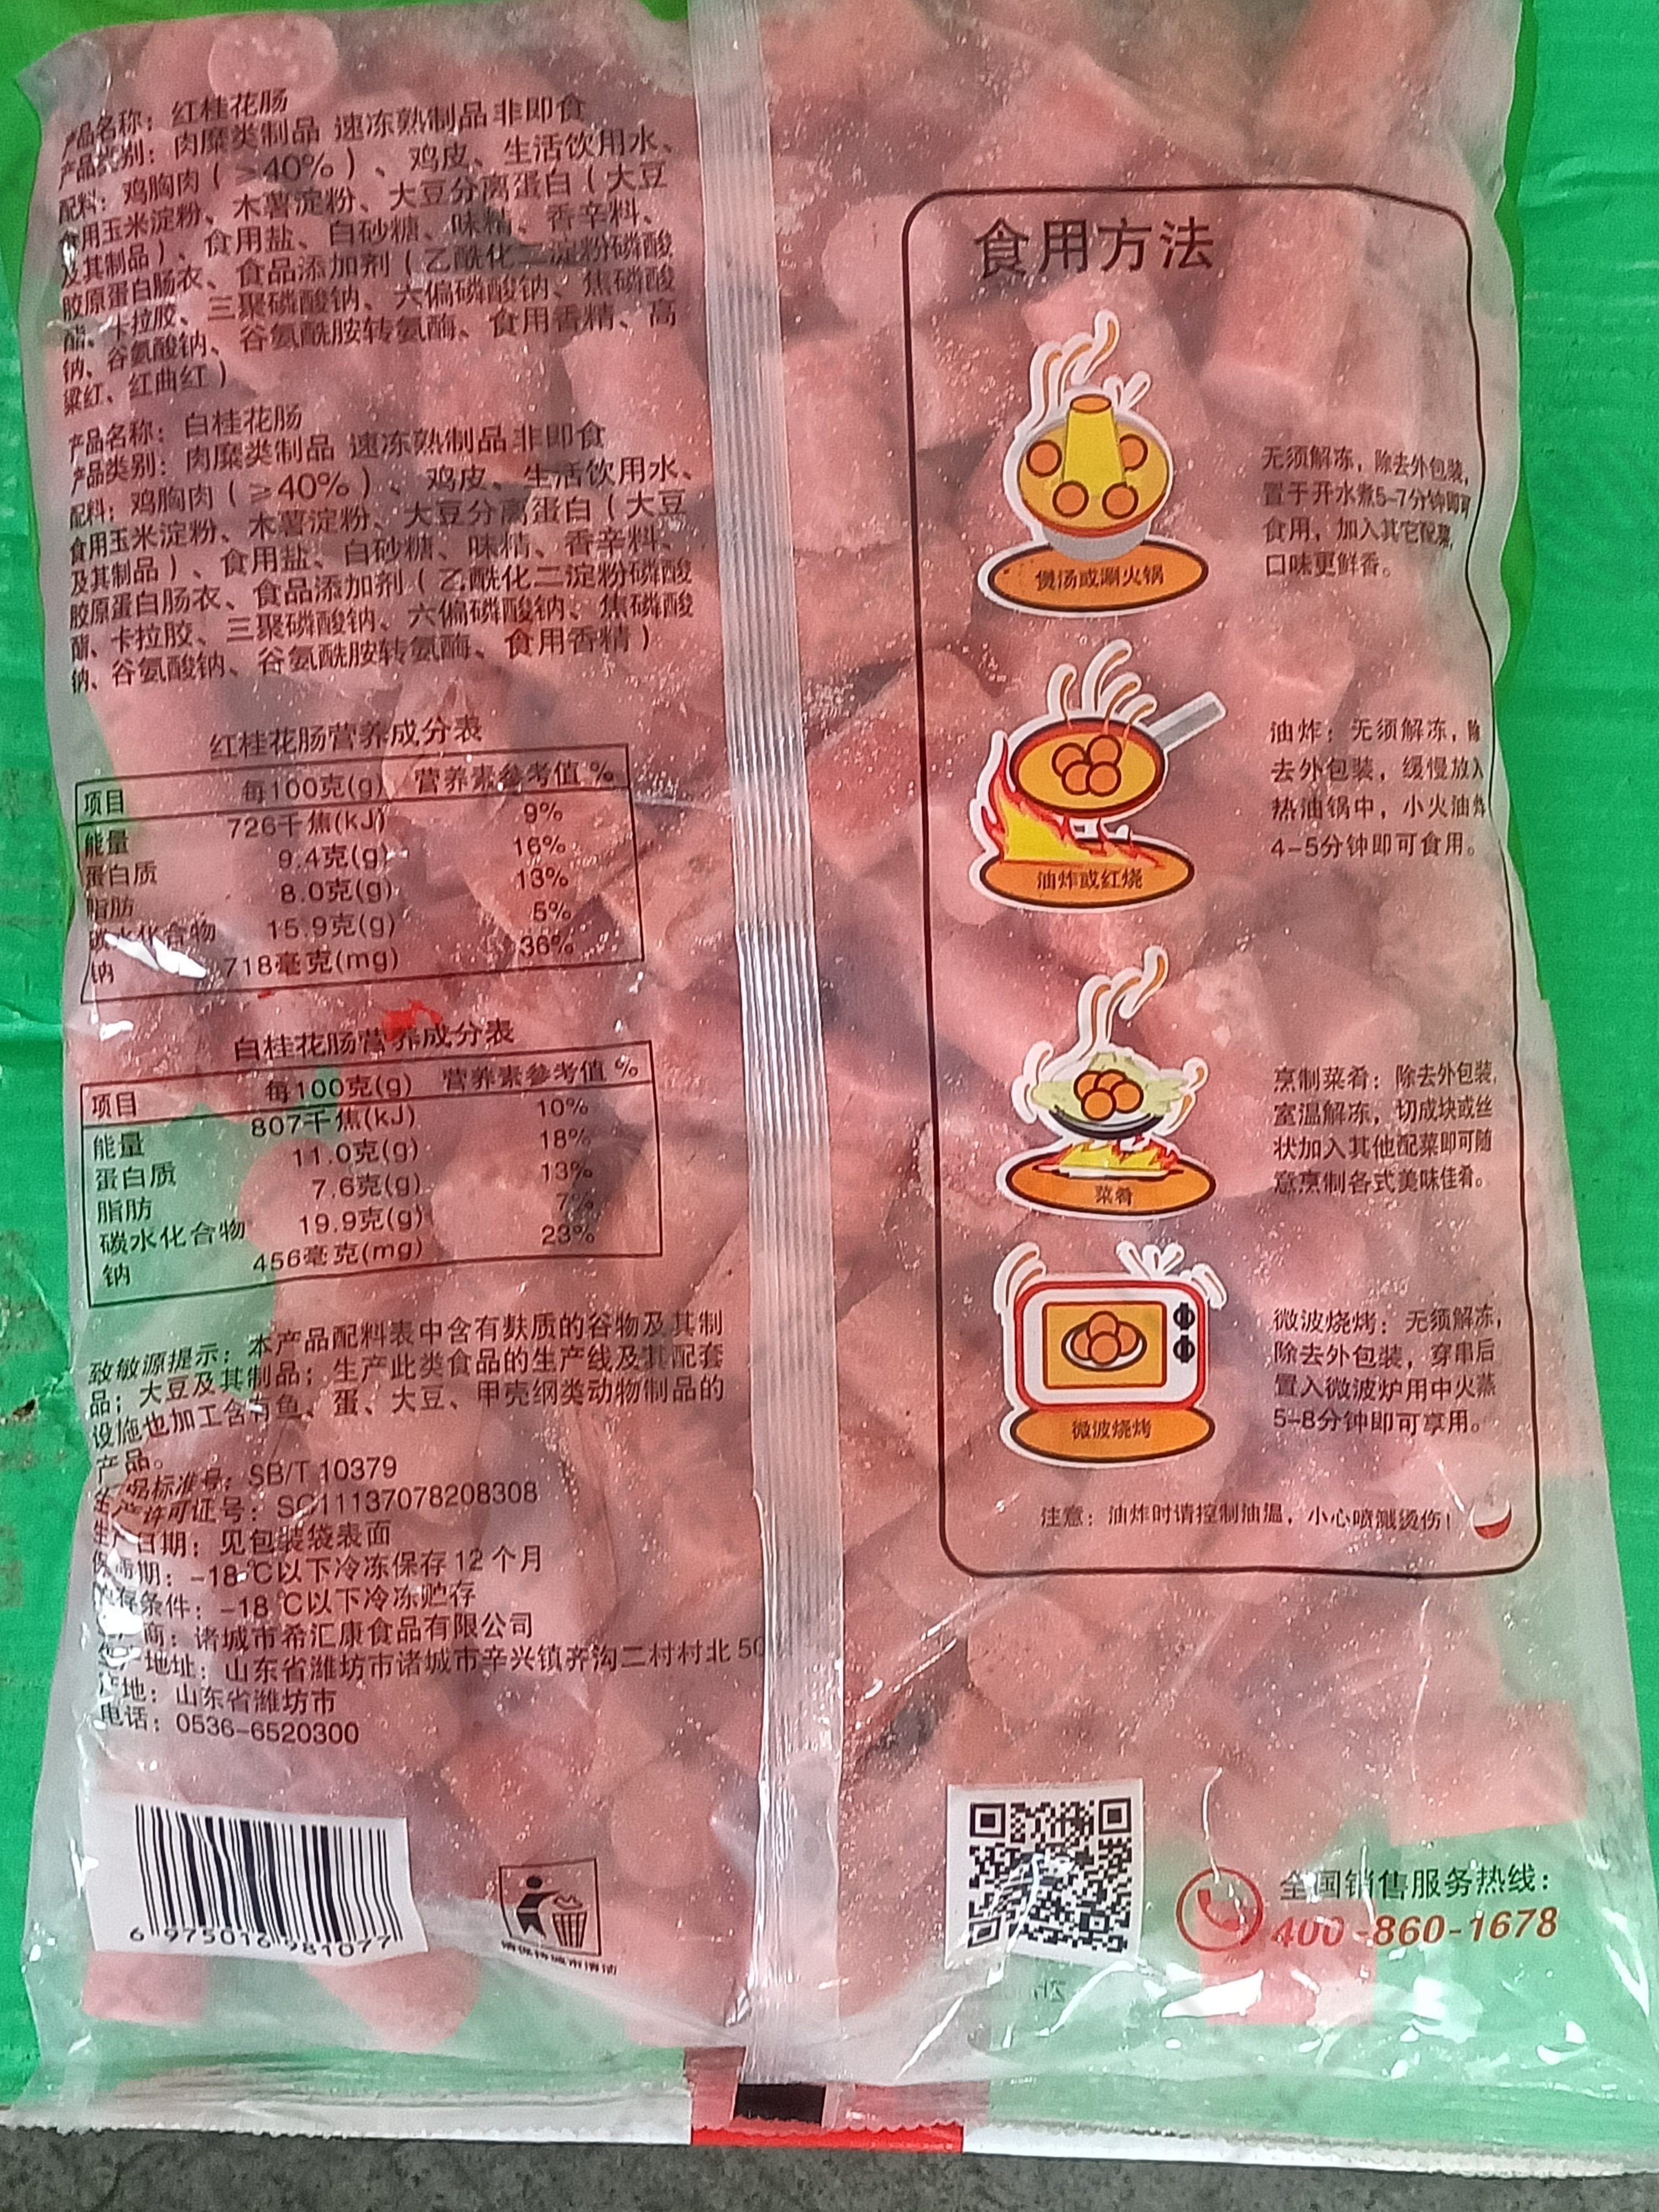 产品名称：红桂花肠
产品类别：肉糜类制品 速冻熟制品 非即食
配料：鸡胸肉（≥40%）、鸡皮、生活饮用水、
食用玉米淀粉、木薯淀粉、大豆分离蛋白（大豆
及其制品）、食用盐、白砂糖、味精、香辛料、
胶原蛋白肠衣、食品添加剂（乙酰化二淀粉磷酸
酯、卡拉胶、三聚磷酸钠、六偏磷酸钠、焦磷酸
钠、谷氨酸钠、谷氨酰胺转氨酶、食用香精、高
粱红、红曲红）
产品名称：白桂花肠
产品类别：肉糜类制品 速冻熟制品 非即食
配料：鸡胸肉（≥40%）、鸡皮、生活饮用水、
食用玉米淀粉、木薯淀粉、大豆分离蛋白（大豆
及其制品）、食用盐、白砂糖、味精、香辛料、
胶原蛋白肠衣、食品添加剂（乙酰化二淀粉磷酸
酯、卡拉胶、三聚磷酸钠、六偏磷酸钠、焦磷酸
钠、谷氨酸钠、谷氨酰胺转氨酶、食用香精）
红桂花肠营养成分表
项目 每100克(g) 营养素参考值%
能量 726千焦(kJ) 9%
蛋白质 9.4克(g) 16%
脂肪 8.0克(g) 13%
碳水化合物 15.9克(g) 5%
钠 718毫克(mg) 36%
白桂花肠营养成分表
项目 每100克(g) 营养素参考值%
能量 807千焦(kJ) 10%
蛋白质 11.0克(g) 18%
脂肪 7.6克(g) 13%
碳水化合物 19.9克(g) 7%
钠 456毫克(mg) 23%
致敏源提示：本产品配料表中含有麸质的谷物及其制
品；大豆及其制品；生产此类食品的生产线及其配套
设施也加工含有鱼、蛋、大豆、甲壳纲类动物制品的
产品。
产品标准号：SB/T 10379
生产许可证号：SC11137078208308
生产日期：见包装袋表面
保质期：-18℃以下冷冻保存12个月
贮存条件：-18℃以下冷冻贮存
生产商：诸城市希汇康食品有限公司
生产地址：山东省潍坊市诸城市辛兴镇齐沟二村村北50
产地：山东省潍坊市
电话：0536-6520300
6 975016 981077
请保持城市清洁
食用方法
煲汤或涮火锅
无须解冻，除去外包装，
置于开水煮5-7分钟即可
食用，加入其它配菜，
口味更鲜香。
油炸或红烧
油炸：无须解冻，除
去外包装，缓慢放入
热油锅中，小火油炸
4-5分钟即可食用。
菜肴
烹制菜肴：除去外包装，
室温解冻，切成块或丝
状加入其他配菜即可随
意烹制各式美味佳肴。
微波烧烤
微波烧烤：无须解冻，
除去外包装，穿串后
置入微波炉用中火蒸
5-8分钟即可享用。
注意：油炸时请控制油温，小心喷溅烫伤！
全国销售服务热线：
400-860-1678